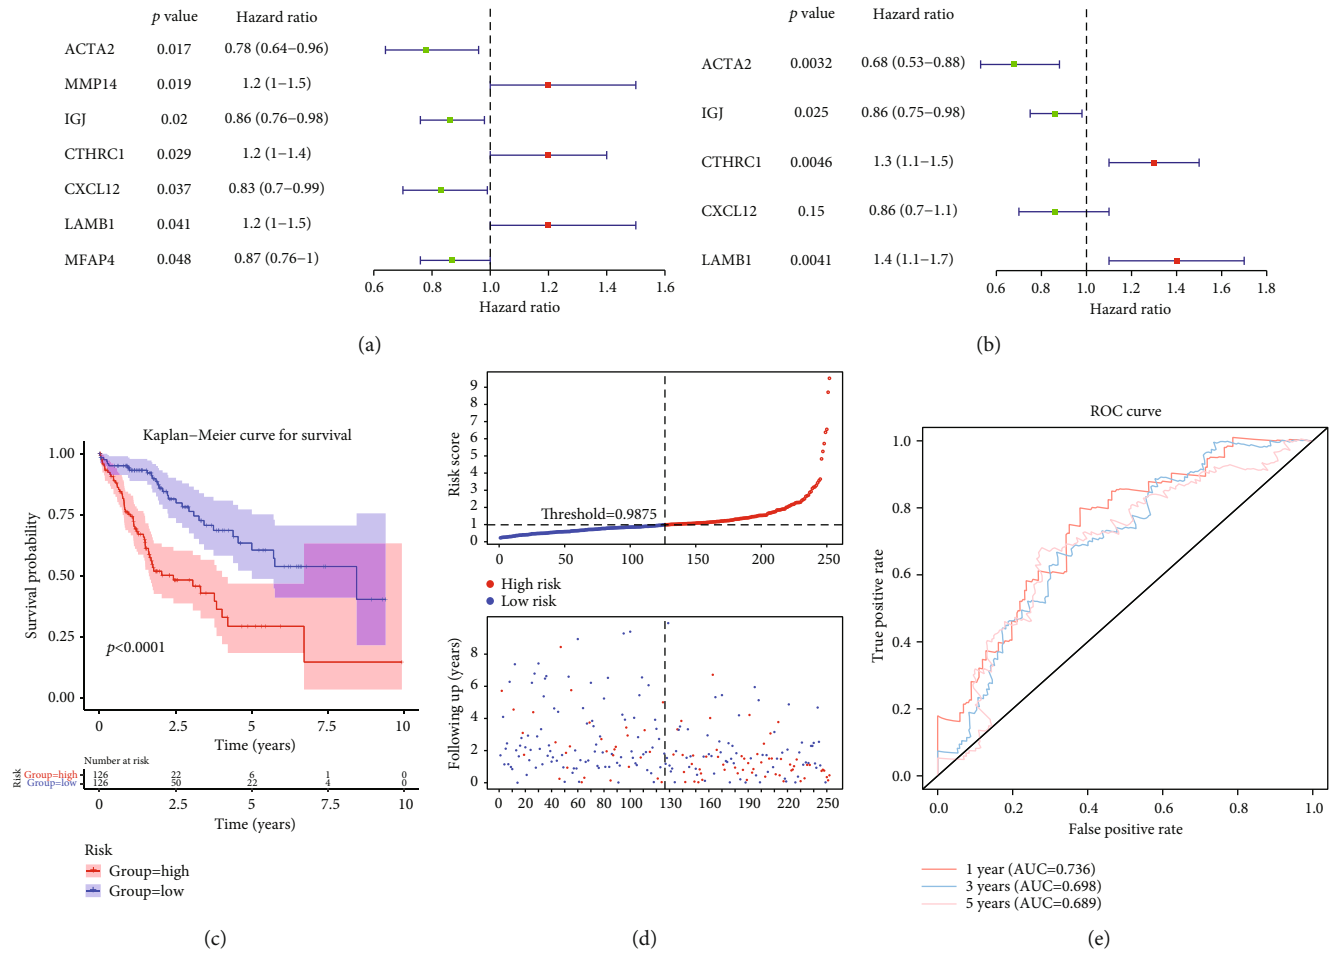 p value Hazard ratio
ACTA2 0.017 0.78 (0.64−0.96)
MMP14 0.019 1.2 (1−1.5)
IGJ 0.02 0.86 (0.76−0.98)
CTHRC1 0.029 1.2 (1−1.4)
CXCL12 0.037 0.83 (0.7−0.99)
LAMB1 0.041 1.2 (1−1.5)
MFAP4 0.048 0.87 (0.76−1)
0.6 0.8 1.0 1.2 1.4 1.6
Hazard ratio
(a)
p value Hazard ratio
ACTA2 0.0032 0.68 (0.53−0.88)
IGJ 0.025 0.86 (0.75−0.98)
CTHRC1 0.0046 1.3 (1.1−1.5)
CXCL12 0.15 0.86 (0.7−1.1)
LAMB1 0.0041 1.4 (1.1−1.7)
0.6 0.8 1.0 1.2 1.4 1.6 1.8
Hazard ratio
(b)
Kaplan−Meier curve for survival
Survival probability
1.00
0.75
0.50
0.25
0.00
p<0.0001
0 2.5 5 7.5 10
Time (years)
Number at risk
Risk
Group=high 126 22 6 1 0
Group=low 126 50 22 4 0
0 2.5 5 7.5 10
Time (years)
Risk
Group=high
Group=low
(c)
Risk score
9
8
7
6
5
4
3
2
1
0
Threshold=0.9875
0 50 100 150 200 250
High risk
Low risk
Following up (years)
8
6
4
2
0
0 20 40 60 80 100 130 160 190 220 250
(d)
ROC curve
True positive rate
1.0
0.8
0.6
0.4
0.2
0.0
0.0 0.2 0.4 0.6 0.8 1.0
False positive rate
1 year (AUC=0.736)
3 years (AUC=0.698)
5 years (AUC=0.689)
(e)